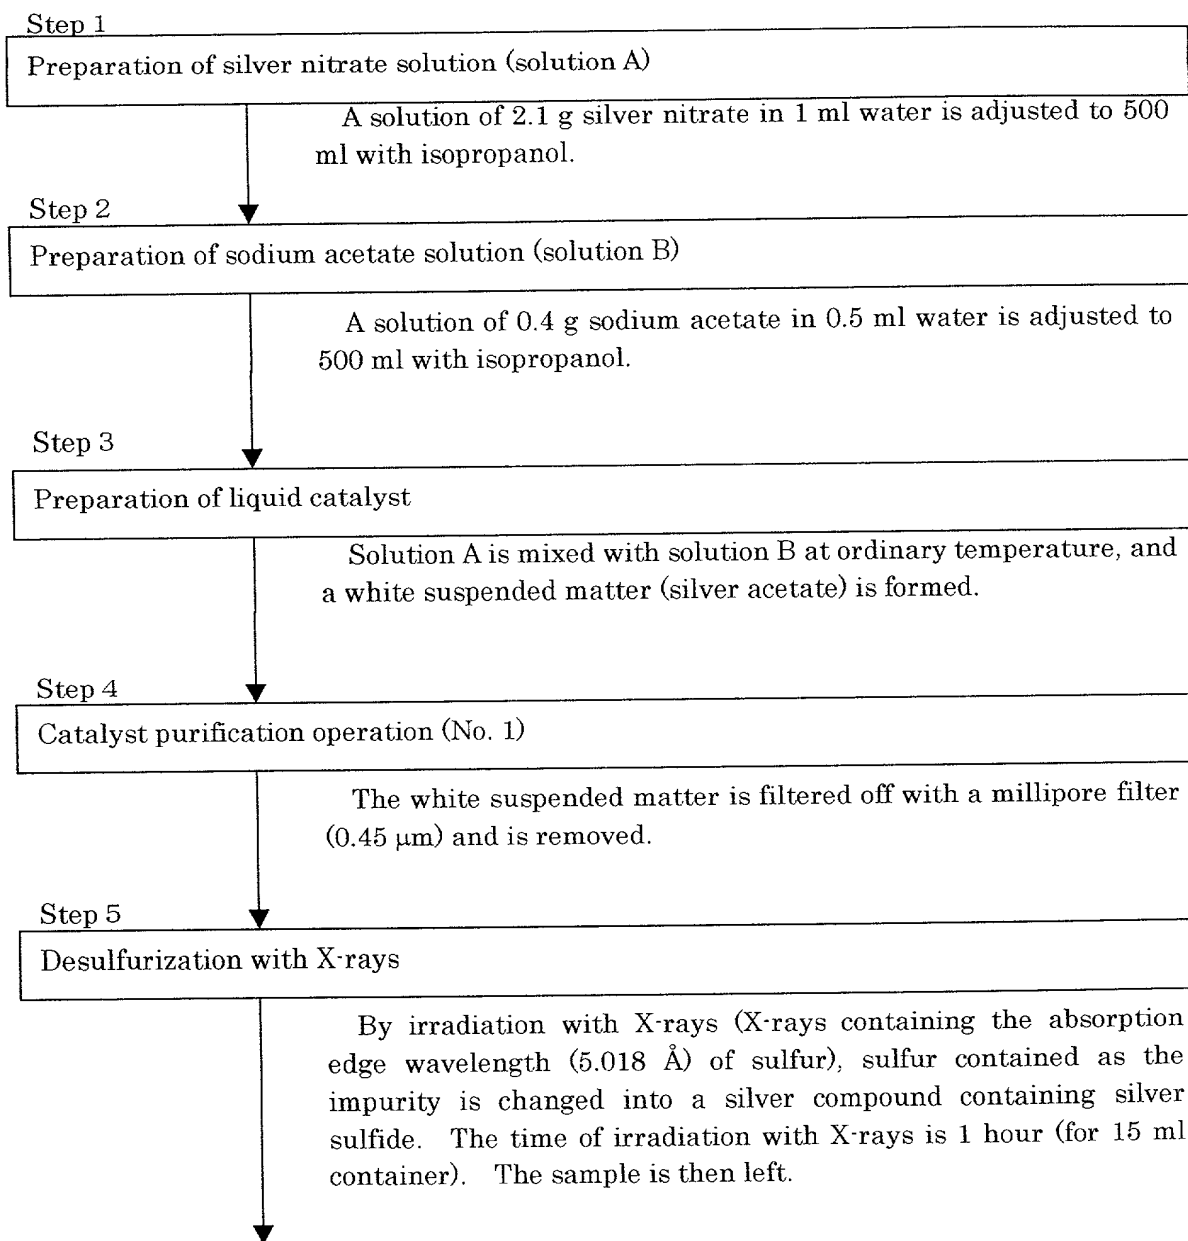 Step 1
Preparation of silver nitrate solution (solution A)
A solution of 2.1 g silver nitrate in 1 ml water is adjusted to 500
ml with isopropanol.
Step 2
Preparation of sodium acetate solution (solution B)
A solution of 0.4 g sodium acetate in 0.5 ml water is adjusted to
500 ml with isopropanol.
Step 3
Preparation of liquid catalyst
Solution A is mixed with solution B at ordinary temperature, and
a white suspended matter (silver acetate) is formed.
Step 4
Catalyst purification operation (No. 1)
The white suspended matter is filtered off with a millipore filter
(0.45 μm) and is removed.
Step 5
Desulfurization with X-rays
By irradiation with X-rays (X-rays containing the absorption
edge wavelength (5.018 Å) of sulfur), sulfur contained as the
impurity is changed into a silver compound containing silver
sulfide. The time of irradiation with X-rays is 1 hour (for 15 ml
container). The sample is then left.